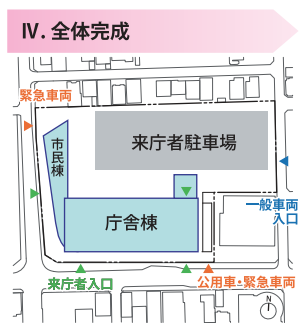 Ⅳ. 全体完成
緊急車両
来庁者駐車場
市民棟
一般車両
入口
庁舎棟
来庁者入口
公用車・緊急車両
N